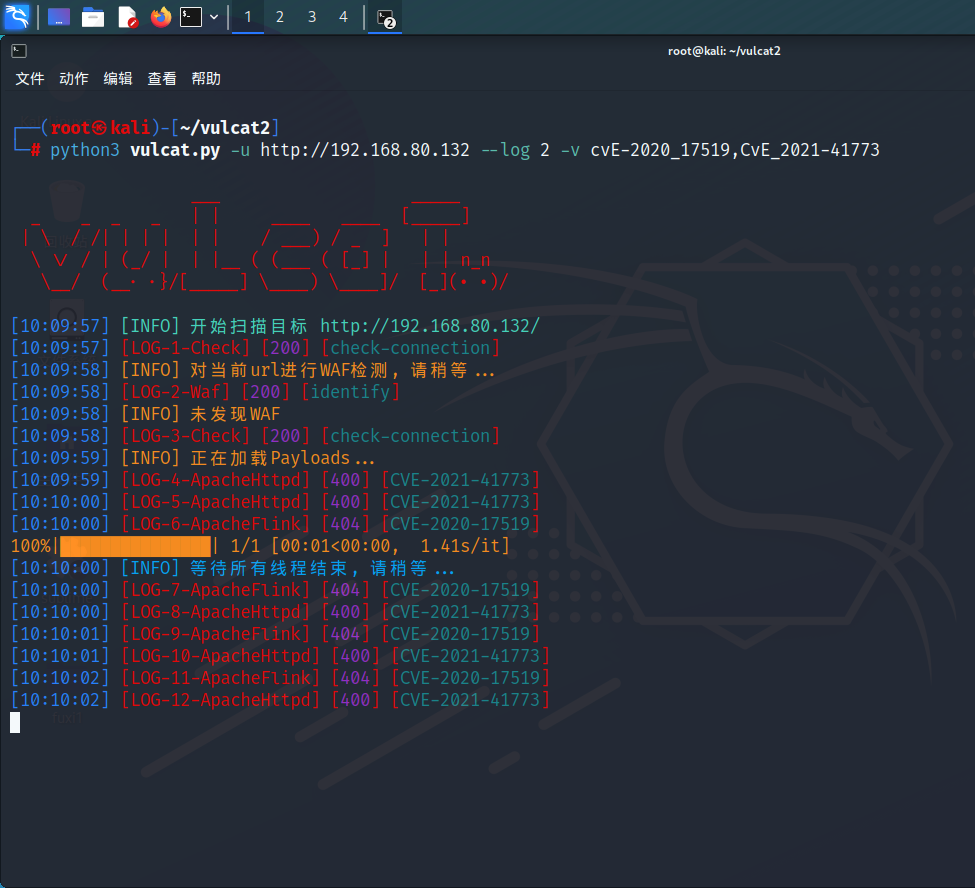 1 2 3 4 2
root@kali: ~/vulcat2
文件 动作 编辑 查看 帮助
┌──(root㉿kali)-[~/vulcat2]
└─# python3 vulcat.py -u http://192.168.80.132 --log 2 -v cvE-2020_17519,CvE_2021-41773
[10:09:57] [INFO] 开始扫描目标 http://192.168.80.132/
[10:09:57] [LOG-1-Check] [200] [check-connection]
[10:09:58] [INFO] 对当前url进行WAF检测, 请稍等...
[10:09:58] [LOG-2-Waf] [200] [identify]
[10:09:58] [INFO] 未发现WAF
[10:09:58] [LOG-3-Check] [200] [check-connection]
[10:09:59] [INFO] 正在加载Payloads...
[10:09:59] [LOG-4-ApacheHttpd] [400] [CVE-2021-41773]
[10:10:00] [LOG-5-ApacheHttpd] [400] [CVE-2021-41773]
[10:10:00] [LOG-6-ApacheFlink] [404] [CVE-2020-17519]
100%|███████████████| 1/1 [00:01<00:00,  1.41s/it]
[10:10:00] [INFO] 等待所有线程结束, 请稍等...
[10:10:00] [LOG-7-ApacheFlink] [404] [CVE-2020-17519]
[10:10:00] [LOG-8-ApacheHttpd] [400] [CVE-2021-41773]
[10:10:01] [LOG-9-ApacheFlink] [404] [CVE-2020-17519]
[10:10:01] [LOG-10-ApacheHttpd] [400] [CVE-2021-41773]
[10:10:02] [LOG-11-ApacheFlink] [404] [CVE-2020-17519]
[10:10:02] [LOG-12-ApacheHttpd] [400] [CVE-2021-41773]